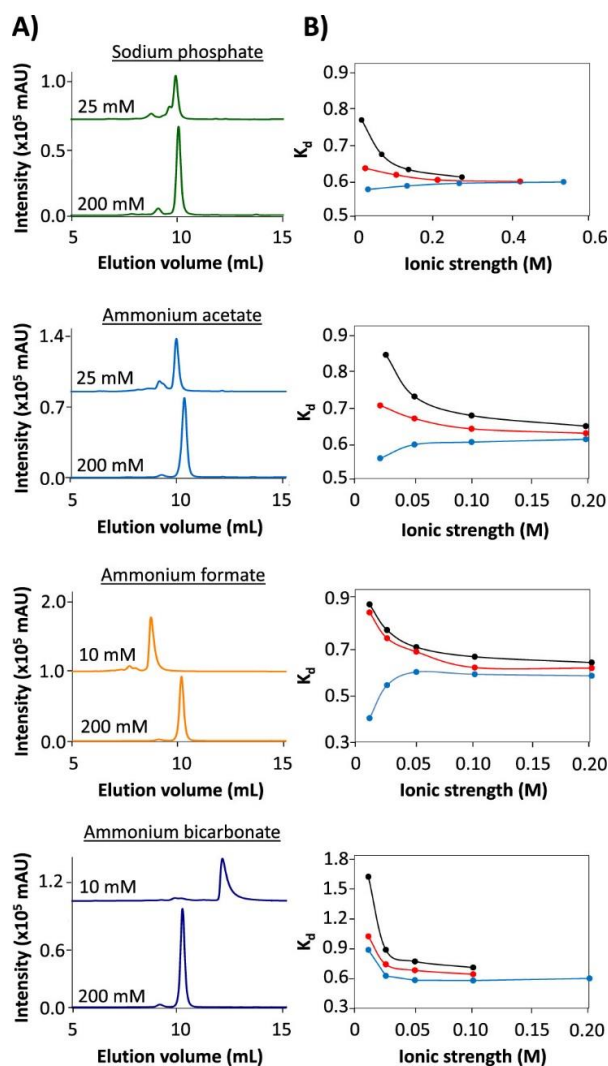 A)
B)
Sodium phosphate
Intensity (x10⁵ mAU)
1.0
0.5
0.0
25 mM
200 mM
5
10
15
Elution volume (mL)
K_d
0.9
0.8
0.7
0.6
0.5
0
0.2
0.4
0.6
Ionic strength (M)
Ammonium acetate
Intensity (x10⁵ mAU)
1.4
0.7
0.0
25 mM
200 mM
5
10
15
Elution volume (mL)
K_d
0.9
0.8
0.7
0.6
0.5
0
0.05
0.10
0.15
0.20
Ionic strength (M)
Ammonium formate
Intensity (x10⁵ mAU)
2.0
1.0
0.0
10 mM
200 mM
5
10
15
Elution volume (mL)
K_d
0.9
0.7
0.5
0.3
0
0.05
0.10
0.15
0.20
Ionic strength (M)
Ammonium bicarbonate
Intensity (x10⁵ mAU)
1.2
0.6
0.0
10 mM
200 mM
5
10
15
Elution volume (mL)
K_d
1.8
1.5
1.2
0.9
0.6
0.3
0
0.05
0.10
0.15
0.20
Ionic strength (M)